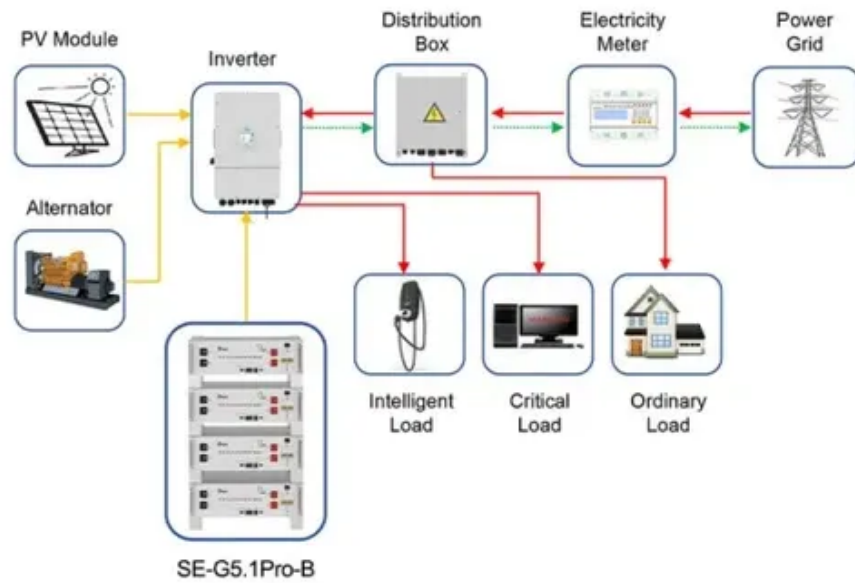 Distribution
Box
Electricity
Meter
Power
Grid
PV Module
Inverter
Alternator
Intelligent
Load
Critical
Load
Ordinary
Load
SE-G5.1Pro-B